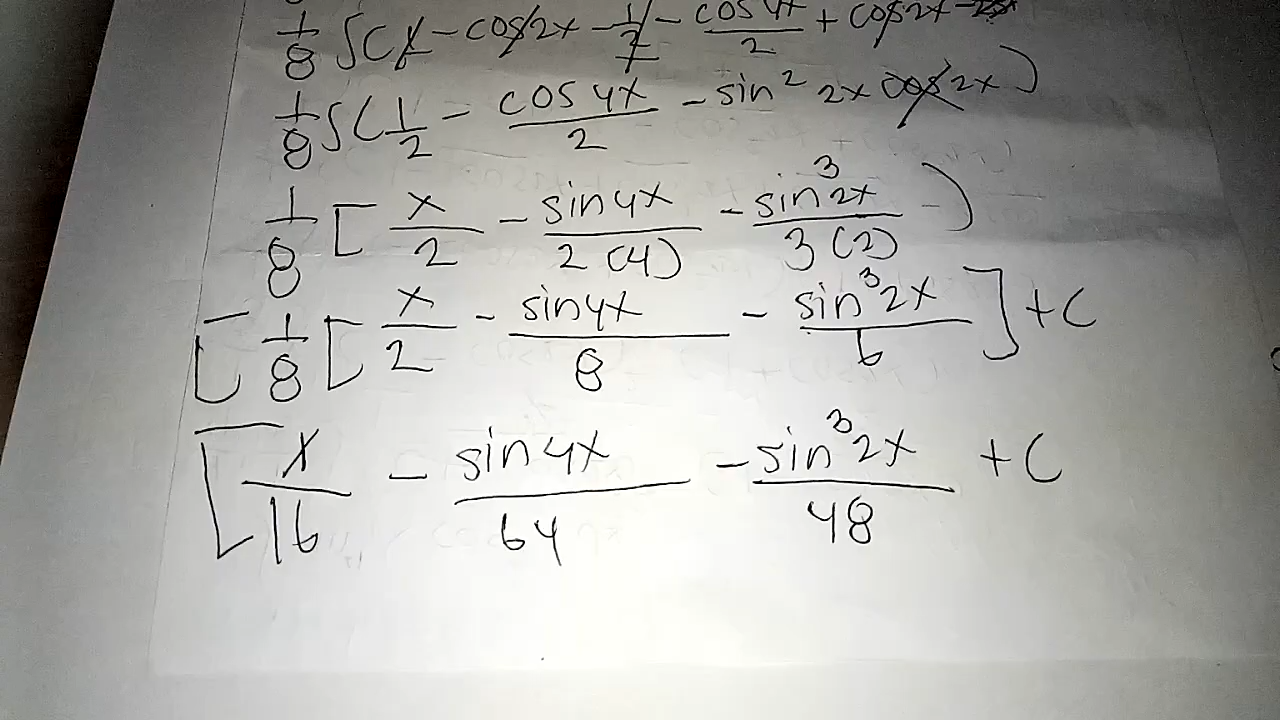 1/8 ∫(1 - cos2x - 1/2 - cos4x/2 + cos2x
1/8 ∫(1/2 - cos4x/2 - sin² 2x cos2x)
1/8 [x/2 - sin4x/2(4) - sin³2x/3(2) -)
[1/8 [x/2 - sin4x/8 - sin³2x/6] + C
[x/16 - sin4x/64 - sin³2x/48 + C